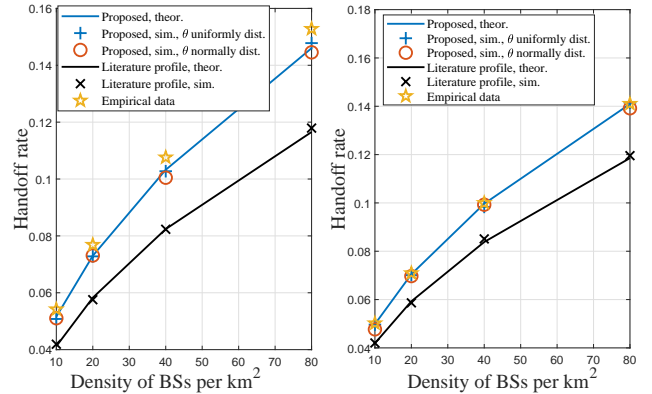 Proposed, theor.
Proposed, sim., θ uniformly dist.
Proposed, sim., θ normally dist.
Literature profile, theor.
Literature profile, sim.
Empirical data
Handoff rate
0.16
0.14
0.12
0.1
0.08
0.06
0.04
10 20 30 40 50 60 70 80
Density of BSs per km²
Proposed, theor.
Proposed, sim., θ uniformly dist.
Proposed, sim., θ normally dist.
Literature profile, theor.
Literature profile, sim.
Empirical data
Handoff rate
0.18
0.16
0.14
0.12
0.1
0.08
0.06
0.04
10 20 30 40 50 60 70 80
Density of BSs per km²